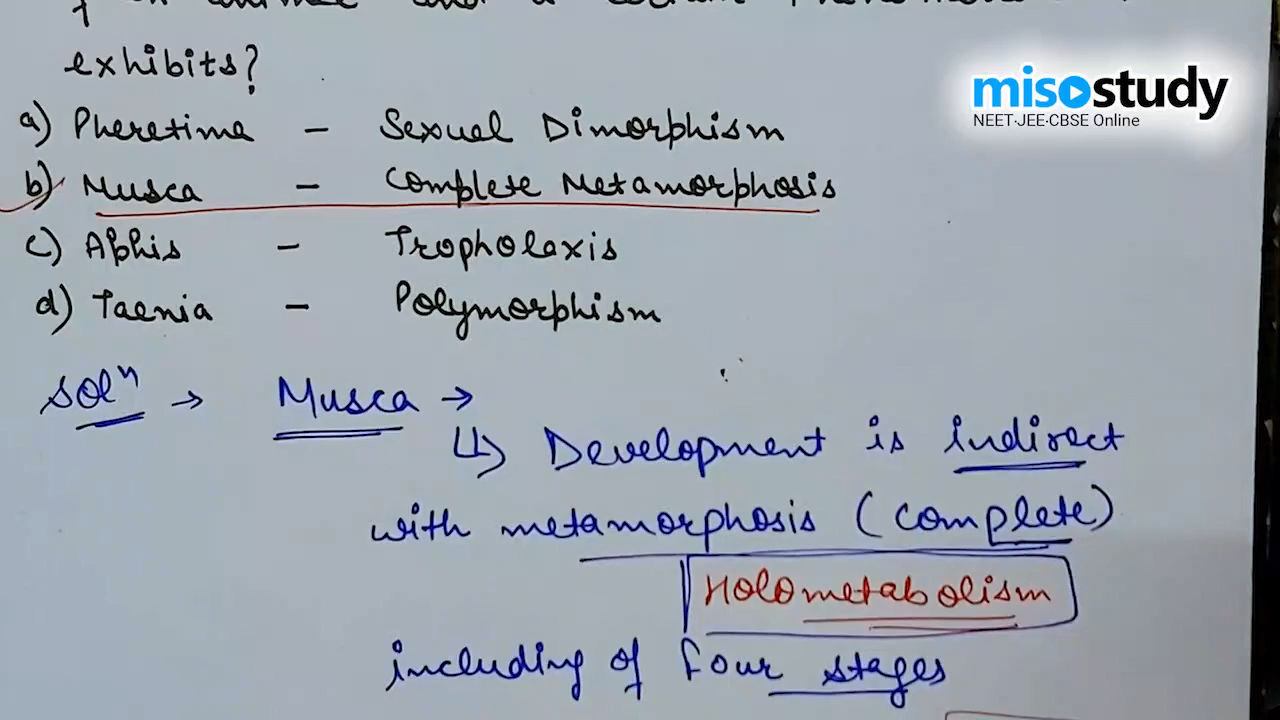 exhibits?
a) Pheretima - Sexual Dimorphism
b) Musca - Complete Metamorphosis
c) Aphis - Tropholaxis
d) Taenia - Polymorphism
Solⁿ → Musca →
↳ Development is indirect
with metamorphosis (complete)
Holometabolism
including of four stages
misostudy
NEET·JEE·CBSE Online